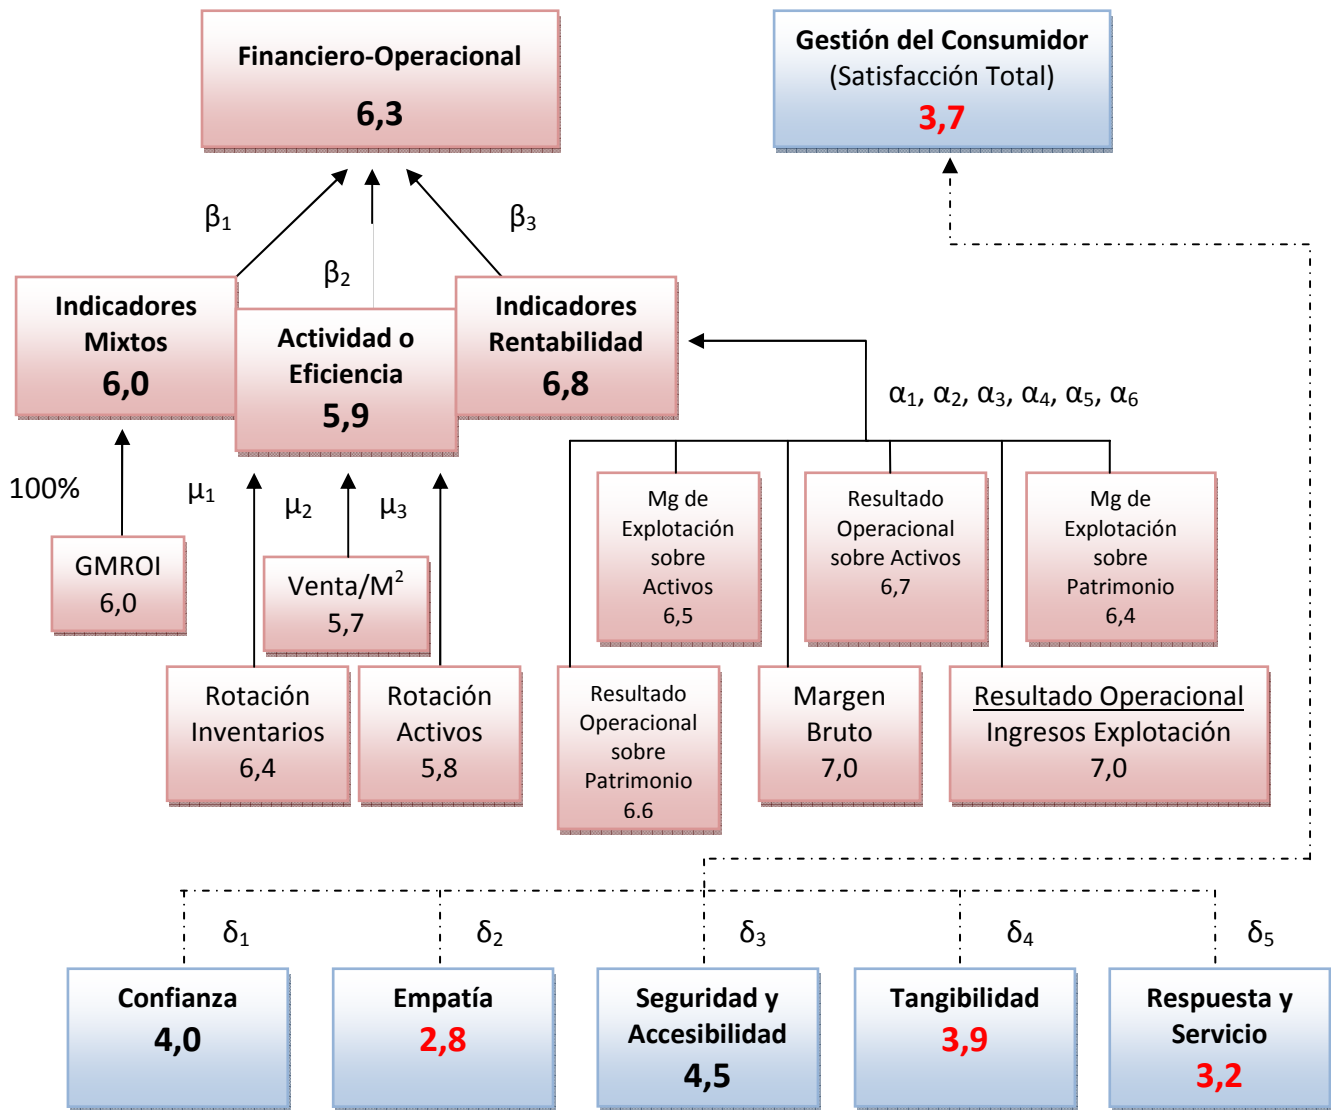 Financiero-Operacional
6,3
Gestión del Consumidor
(Satisfacción Total)
3,7
β1
β2
β3
Indicadores
Mixtos
6,0
Actividad o
Eficiencia
5,9
Indicadores
Rentabilidad
6,8
α1, α2, α3, α4, α5, α6
100%
μ1
μ2
μ3
GMROI
6,0
Venta/M²
5,7
Rotación
Inventarios
6,4
Rotación
Activos
5,8
Mg de
Explotación
sobre
Activos
6,5
Resultado
Operacional
sobre Activos
6,7
Mg de
Explotación
sobre
Patrimonio
6,4
Resultado
Operacional
sobre
Patrimonio
6.6
Margen
Bruto
7,0
Resultado Operacional
Ingresos Explotación
7,0
δ1
δ2
δ3
δ4
δ5
Confianza
4,0
Empatía
2,8
Seguridad y
Accesibilidad
4,5
Tangibilidad
3,9
Respuesta y
Servicio
3,2